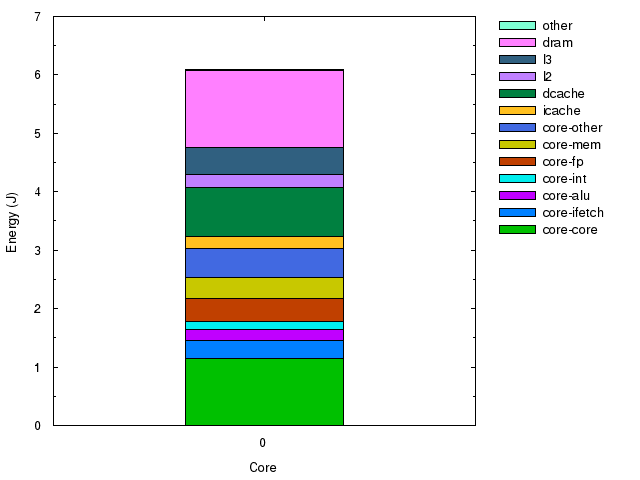 7
6
5
4
3
2
1
0
Energy (J)
0
Core
other
dram
l3
l2
dcache
icache
core-other
core-mem
core-fp
core-int
core-alu
core-ifetch
core-core